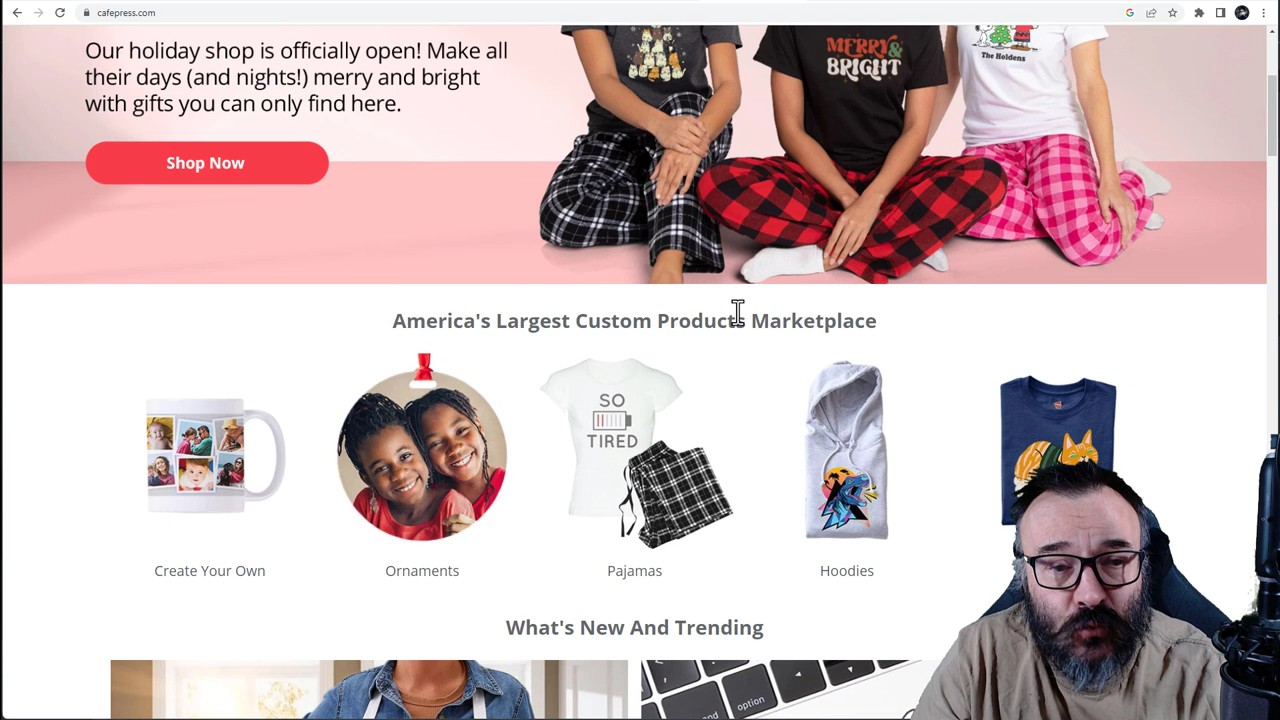 cafepress.com
Our holiday shop is officially open! Make all
their days (and nights!) merry and bright
with gifts you can only find here.
Shop Now
MERRY&
BRIGHT
The Holdens
America's Largest Custom Products Marketplace
SO
TIRED
Create Your Own
Ornaments
Pajamas
Hoodies
What's New And Trending
and
option